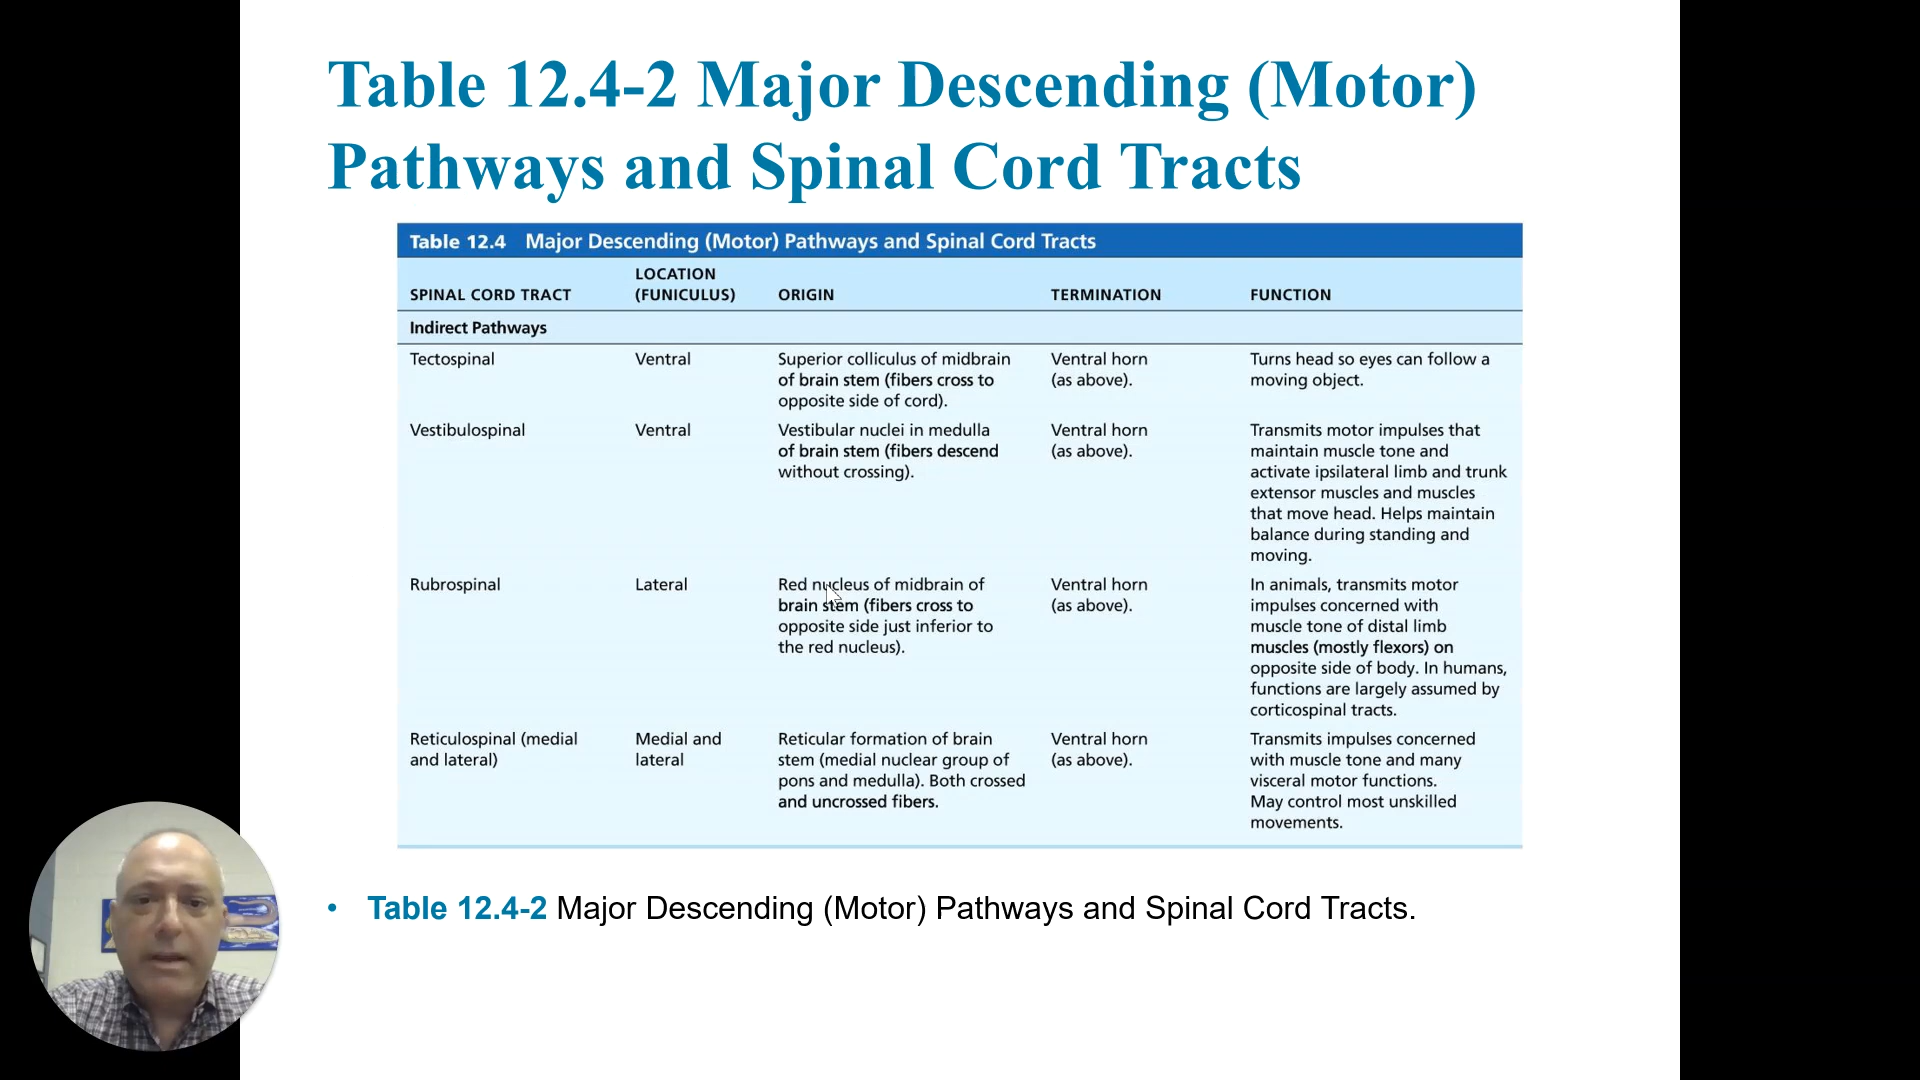 Table 12.4-2 Major Descending (Motor)
Pathways and Spinal Cord Tracts
Table 12.4 Major Descending (Motor) Pathways and Spinal Cord Tracts
SPINAL CORD TRACT
LOCATION
(FUNICULUS)
ORIGIN
TERMINATION
FUNCTION
Indirect Pathways
Tectospinal
Ventral
Superior colliculus of midbrain
of brain stem (fibers cross to
opposite side of cord).
Ventral horn
(as above).
Turns head so eyes can follow a
moving object.
Vestibulospinal
Ventral
Vestibular nuclei in medulla
of brain stem (fibers descend
without crossing).
Ventral horn
(as above).
Transmits motor impulses that
maintain muscle tone and
activate ipsilateral limb and trunk
extensor muscles and muscles
that move head. Helps maintain
balance during standing and
moving.
Rubrospinal
Lateral
Red nucleus of midbrain of
brain stem (fibers cross to
opposite side just inferior to
the red nucleus).
Ventral horn
(as above).
In animals, transmits motor
impulses concerned with
muscle tone of distal limb
muscles (mostly flexors) on
opposite side of body. In humans,
functions are largely assumed by
corticospinal tracts.
Reticulospinal (medial
and lateral)
Medial and
lateral
Reticular formation of brain
stem (medial nuclear group of
pons and medulla). Both crossed
and uncrossed fibers.
Ventral horn
(as above).
Transmits impulses concerned
with muscle tone and many
visceral motor functions.
May control most unskilled
movements.
• Table 12.4-2 Major Descending (Motor) Pathways and Spinal Cord Tracts.